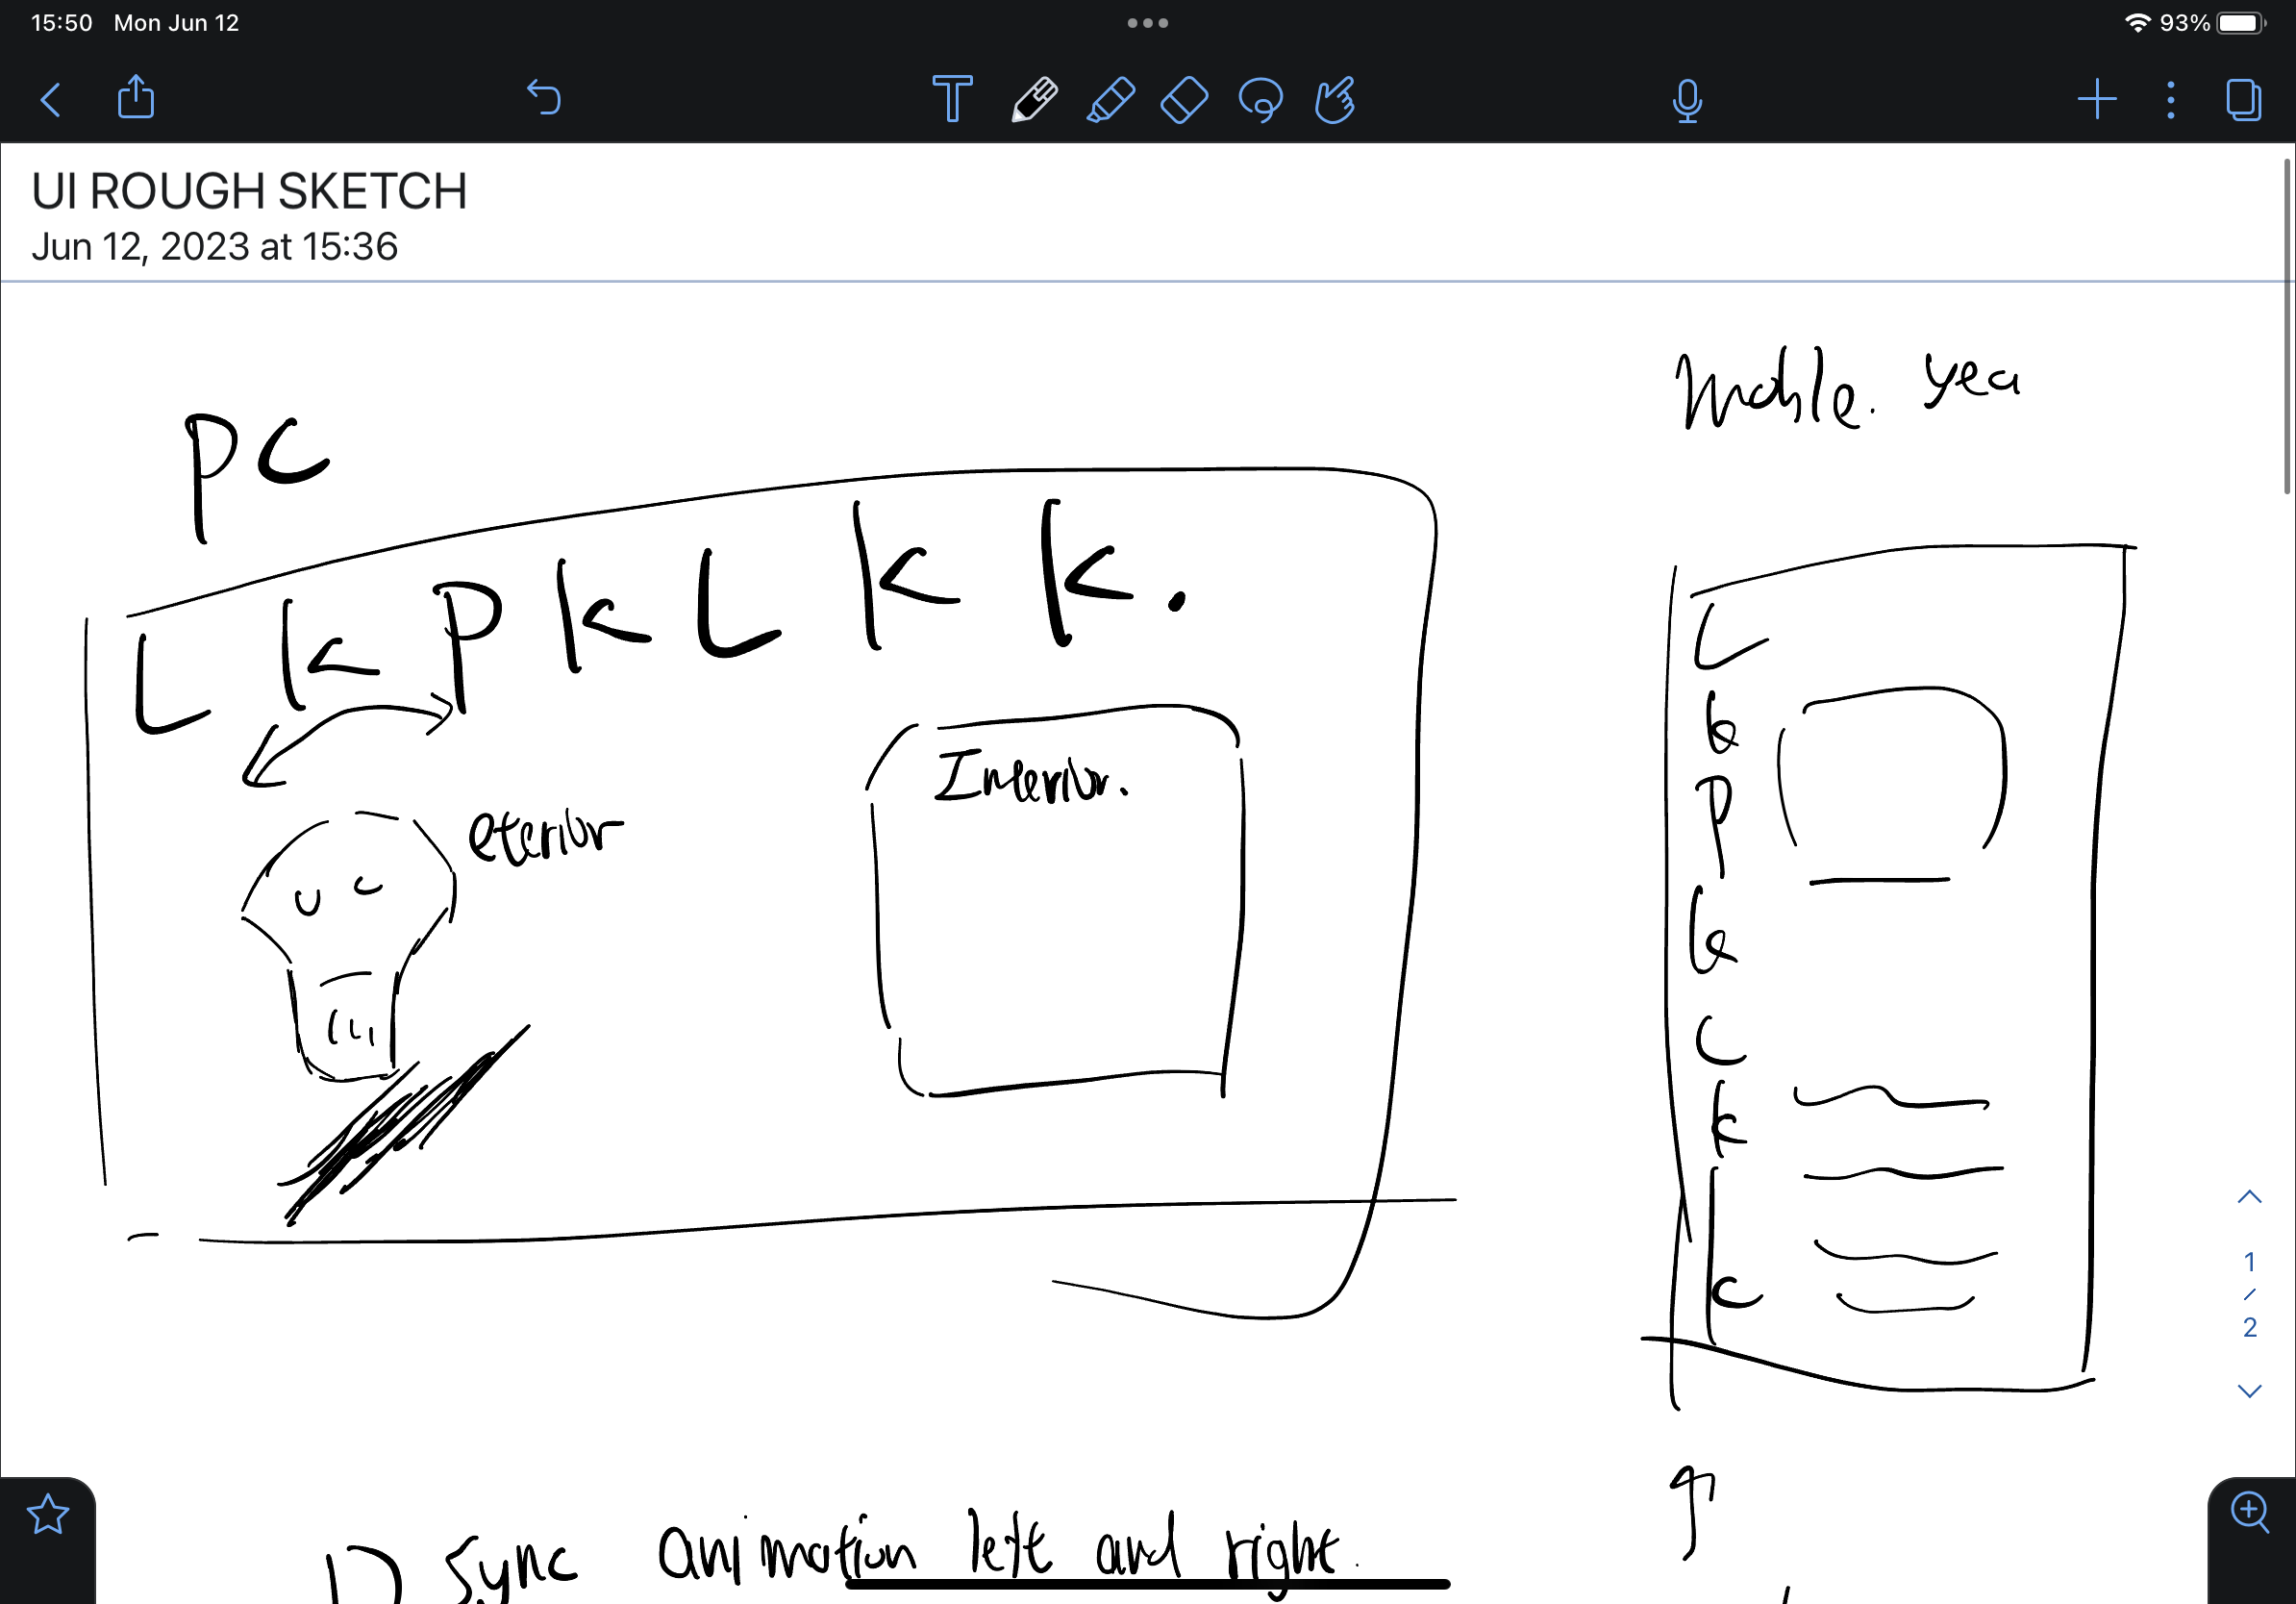 15:50 Mon Jun 12
93%
UI ROUGH SKETCH
Jun 12, 2023 at 15:36
Mobile. yea
PC
L k P k L k k.
Interior.
eterior
1
/
2
1) Sync animation left and right.